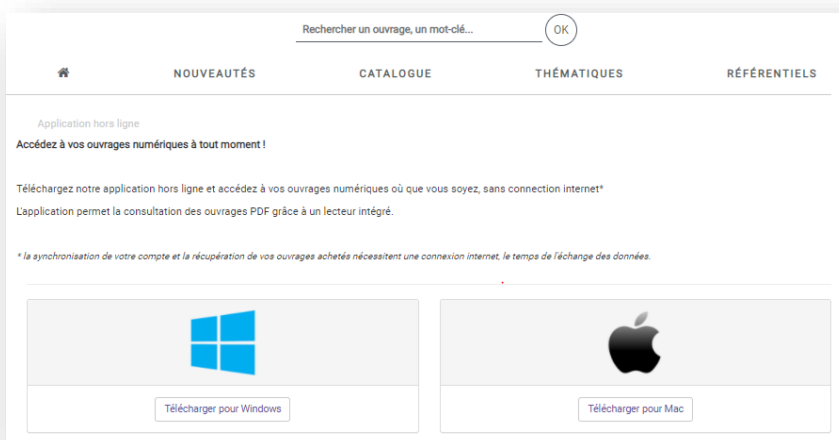 Rechercher un ouvrage, un mot-clé...
OK
NOUVEAUTÉS CATALOGUE THÉMATIQUES RÉFÉRENTIELS
Application hors ligne
Accédez à vos ouvrages numériques à tout moment !
Téléchargez notre application hors ligne et accédez à vos ouvrages numériques où que vous soyez, sans connection internet*
L'application permet la consultation des ouvrages PDF grâce à un lecteur intégré.
* la synchronisation de votre compte et la récupération de vos ouvrages achetés nécessitent une connexion internet, le temps de l'échange des données.
Télécharger pour Windows
Télécharger pour Mac